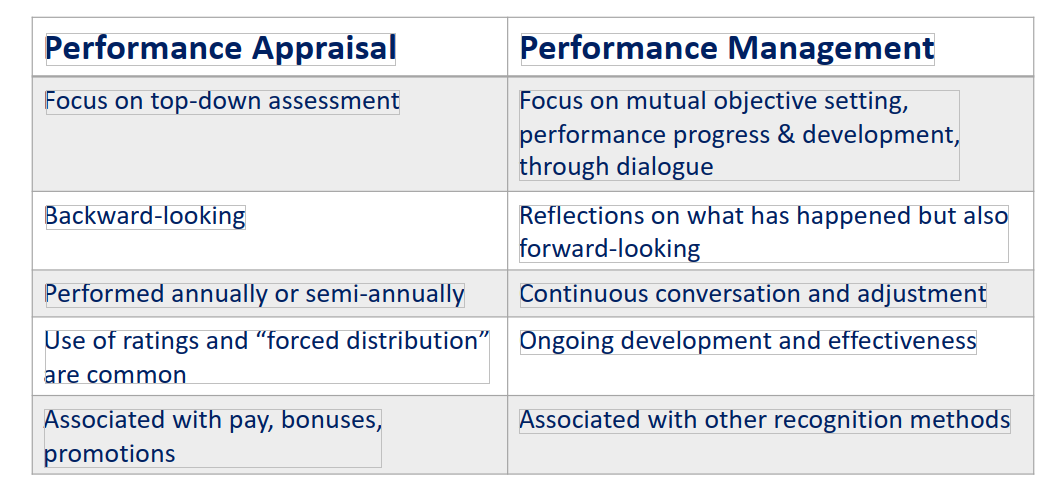 Performance Appraisal
Performance Management
Focus on top-down assessment
Focus on mutual objective setting,
performance progress & development,
through dialogue
Backward-looking
Reflections on what has happened but also
forward-looking
Performed annually or semi-annually
Continuous conversation and adjustment
Use of ratings and “forced distribution”
are common
Ongoing development and effectiveness
Associated with pay, bonuses,
promotions
Associated with other recognition methods